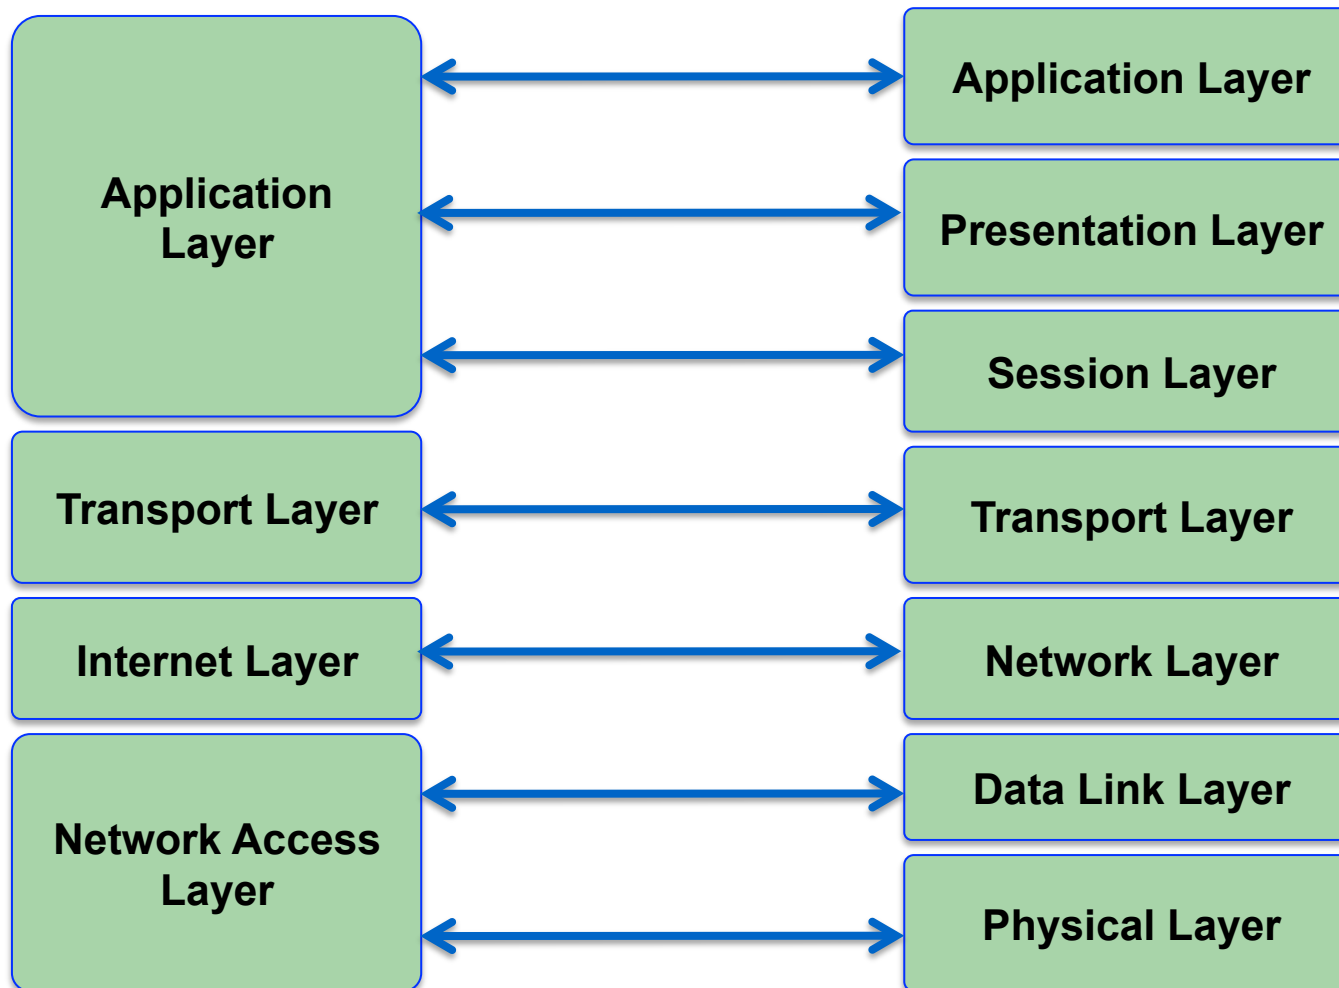 Application
Layer
Transport Layer
Internet Layer
Network Access
Layer
Application Layer
Presentation Layer
Session Layer
Transport Layer
Network Layer
Data Link Layer
Physical Layer